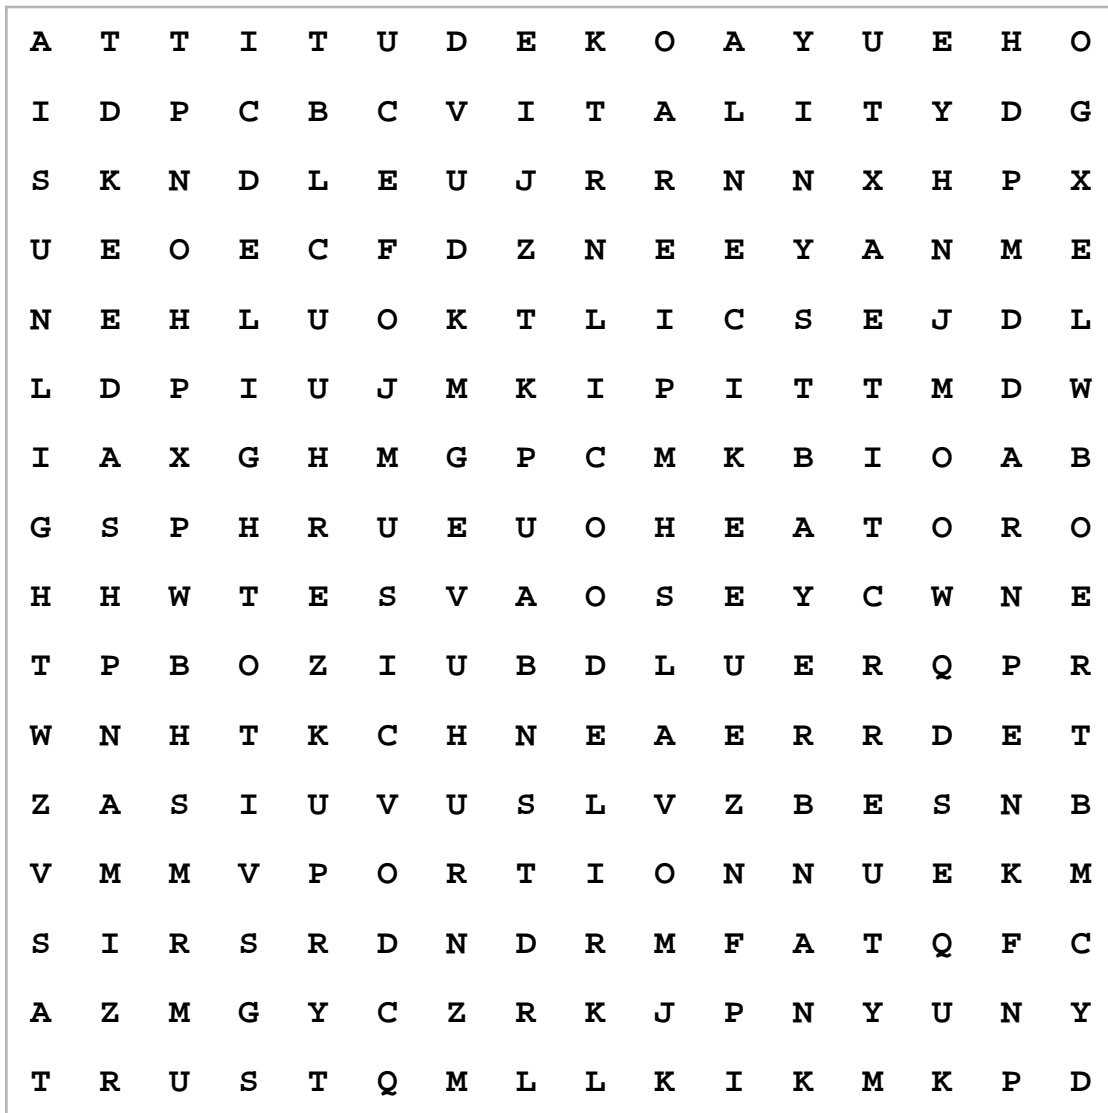 A T T I T U D E K O A Y U E H O
I D P C B C V I T A L I T Y D G
S K N D L E U J R R N N X H P X
U E O E C F D Z N E E Y A N M E
N E H L U O K T L I C S E J D L
L D P I U J M K I P I T T M D W
I A X G H M G P C M K B I O A B
G S P H R U E U O H E A T O R O
H H W T E S V A O S E Y C W N E
T P B O Z I U B D L U E R Q P R
W N H T K C H N E A E R R D E T
Z A S I U V U S L V Z B E S N B
V M M V P O R T I O N N U E K M
S I R S R D N D R M F A T Q F C
A Z M G Y C Z R K J P N Y U N Y
T R U S T Q M L L K I K M K P D